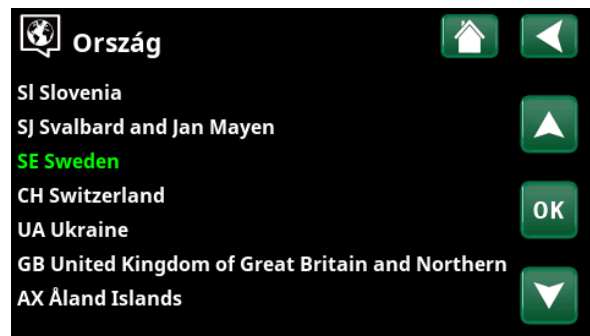 Ország
SI Slovenia
SJ Svalbard and Jan Mayen
SE Sweden
CH Switzerland
UA Ukraine
GB United Kingdom of Great Britain and Northern
AX Åland Islands
OK